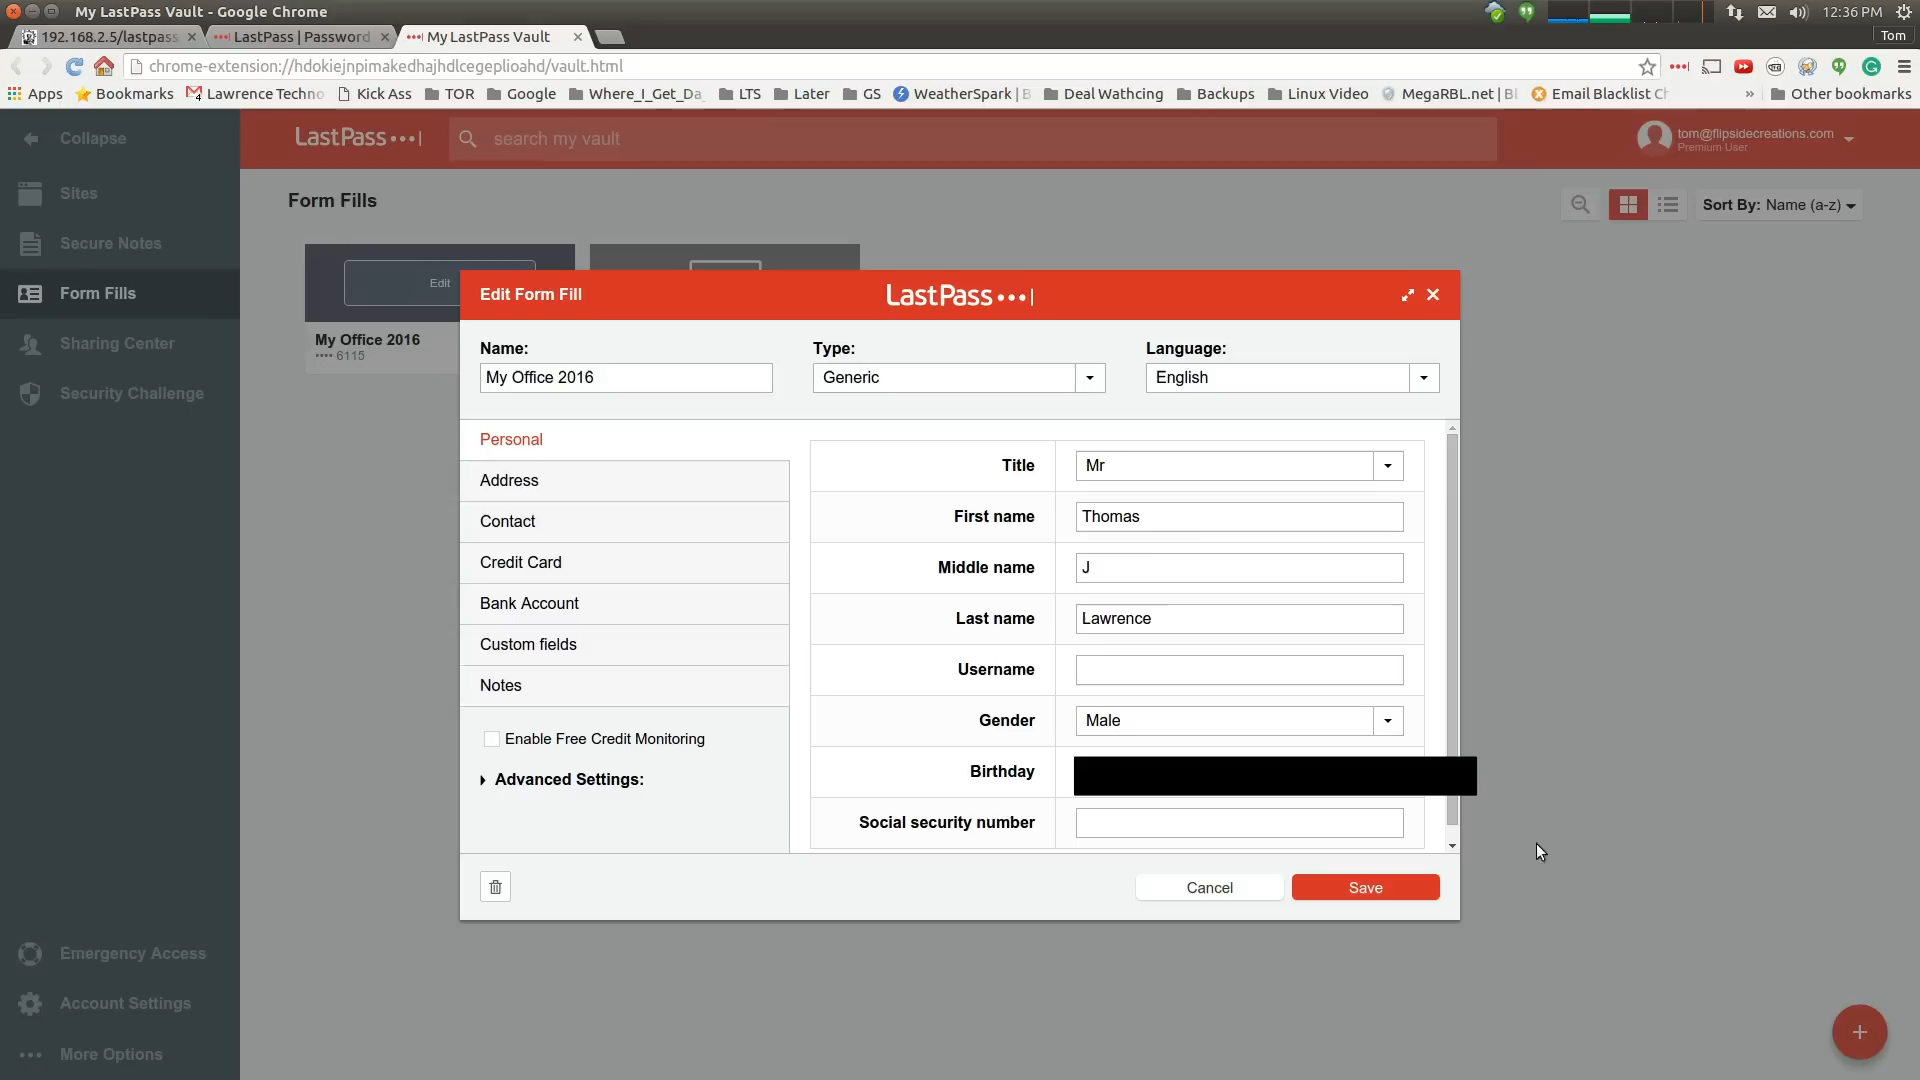 My LastPass Vault - Google Chrome
12:36 PM
192.168.2.5/lastpass
LastPass | Password
My LastPass Vault
Tom
chrome-extension://hdokiejnpimakedhajhdlcegeplioahd/vault.html
Apps
Bookmarks
Lawrence Techno
Kick Ass
TOR
Google
Where_I_Get_Da
LTS
Later
GS
WeatherSpark | B
Deal Wathcing
Backups
Linux Video
MegaRBL.net | Bl
Email Blacklist Ch
»
Other bookmarks
Collapse
LastPass
search my vault
tom@flipsidecreations.com
Premium User
Sites
Secure Notes
Form Fills
Sharing Center
Security Challenge
Emergency Access
Account Settings
More Options
Form Fills
Sort By: Name (a-z)
Edit
My Office 2016
•••• 6115
Edit Form Fill
LastPass
Name:
Type:
Language:
My Office 2016
Generic
English
Personal
Address
Contact
Credit Card
Bank Account
Custom fields
Notes
Enable Free Credit Monitoring
Advanced Settings:
Title
Mr
First name
Thomas
Middle name
J
Last name
Lawrence
Username
Gender
Male
Birthday
Social security number
Cancel
Save
+